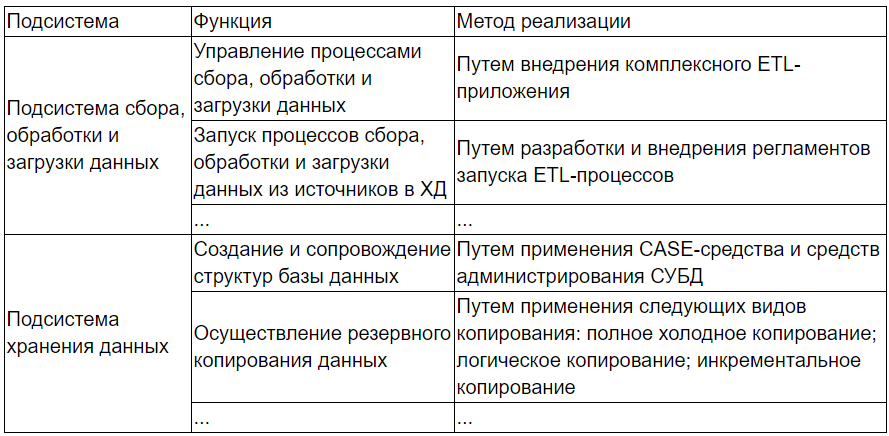 Подсистема
Функция
Метод реализации
Подсистема сбора,
обработки и
загрузки данных
Управление процессами
сбора, обработки и
загрузки данных
Путем внедрения комплексного ETL-
приложения
Запуск процессов сбора,
обработки и загрузки
данных из источников в ХД
Путем разработки и внедрения регламентов
запуска ETL-процессов
...
...
Подсистема
хранения данных
Создание и сопровождение
структур базы данных
Путем применения CASE-средства и средств
администрирования СУБД
Осуществление резервного
копирования данных
Путем применения следующих видов
копирования: полное холодное копирование;
логическое копирование; инкрементальное
копирование
...
...